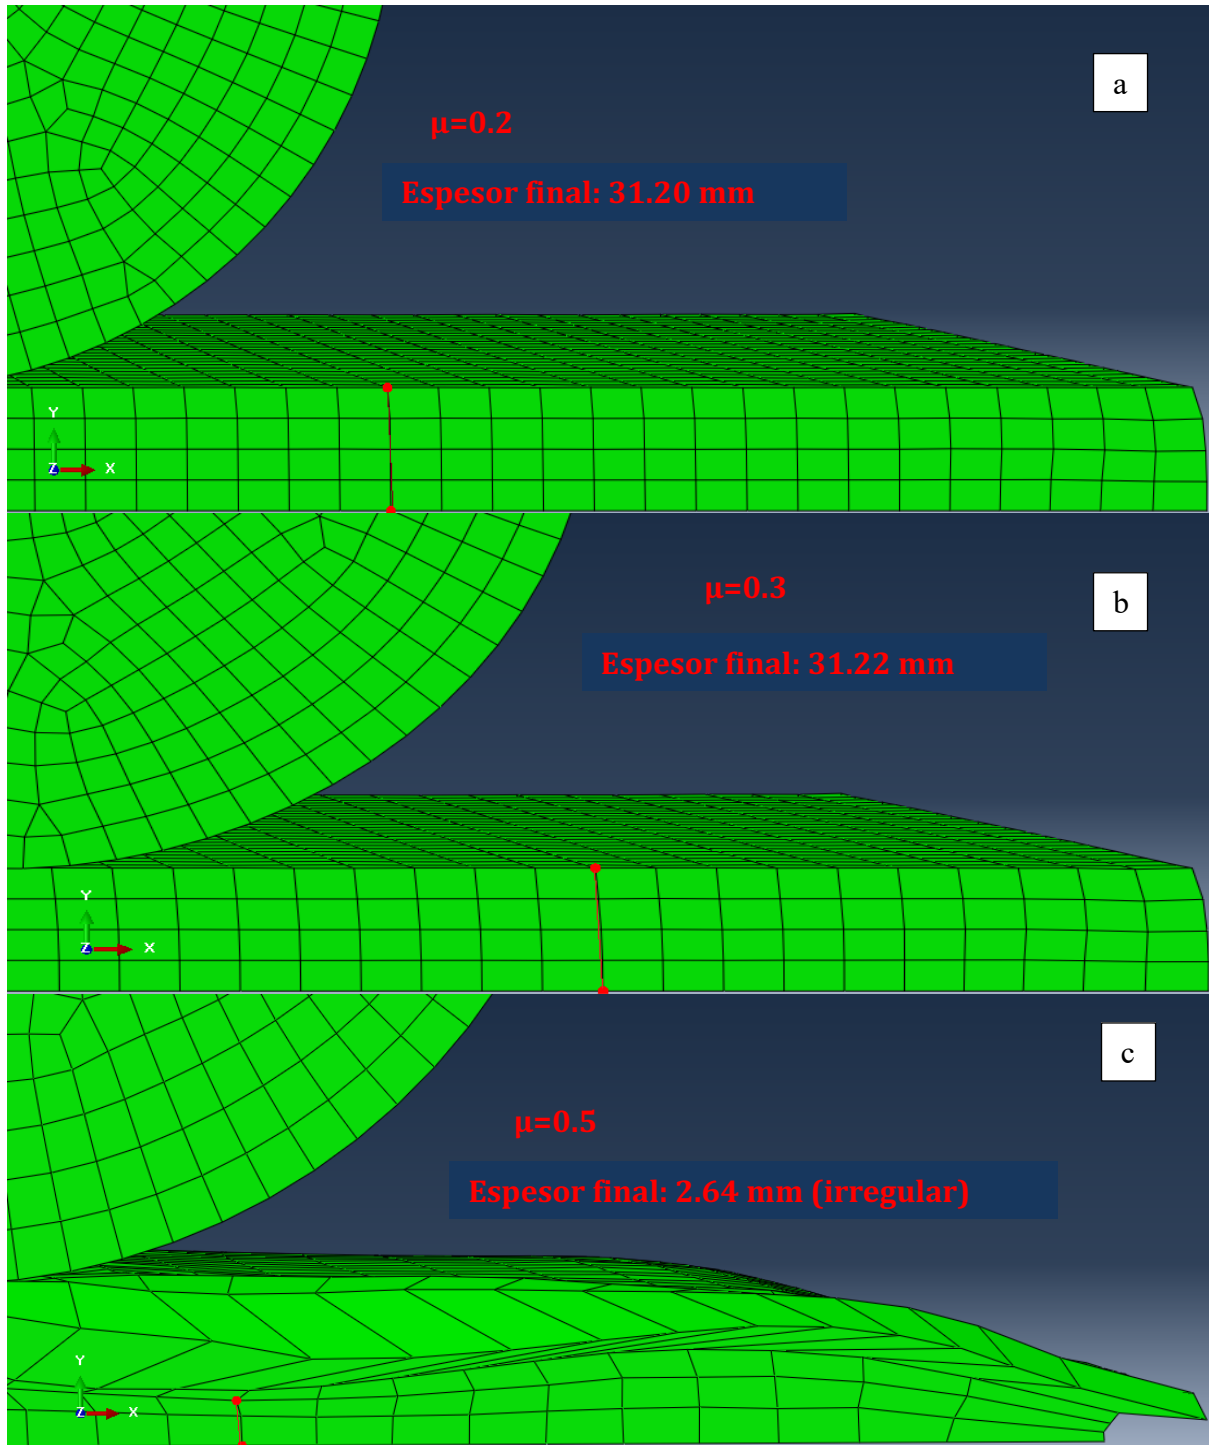 a
μ=0.2
Espesor final: 31.20 mm
Y
Z X
b
μ=0.3
Espesor final: 31.22 mm
Y
Z X
c
μ=0.5
Espesor final: 2.64 mm (irregular)
Y
Z X